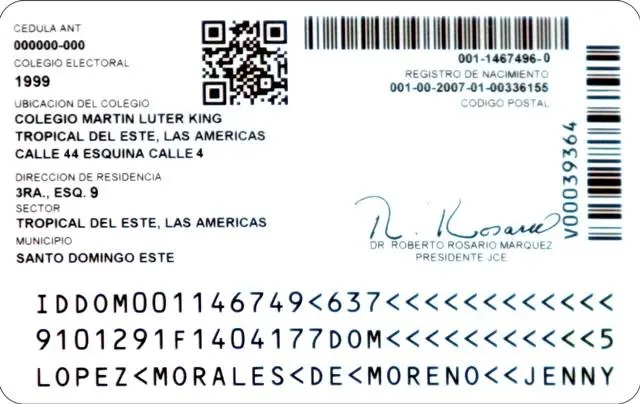 CEDULA ANT
000000-000
COLEGIO ELECTORAL
1999
UBICACION DEL COLEGIO
COLEGIO MARTIN LUTER KING
TROPICAL DEL ESTE, LAS AMERICAS
CALLE 44 ESQUINA CALLE 4
DIRECCION DE RESIDENCIA
3RA., ESQ. 9
SECTOR
TROPICAL DEL ESTE, LAS AMERICAS
MUNICIPIO
SANTO DOMINGO ESTE
001-1467496-0
REGISTRO DE NACIMIENTO
001-00-2007-01-00336155
CODIGO POSTAL
V00039364
R. Rosario
DR ROBERTO ROSARIO MARQUEZ
PRESIDENTE JCE
IDDOM001146749<637<<<<<<<<<<<<
9101291F1404177DOM<<<<<<<<<<<5
LOPEZ<MORALES<DE<MORENO<<JENNY